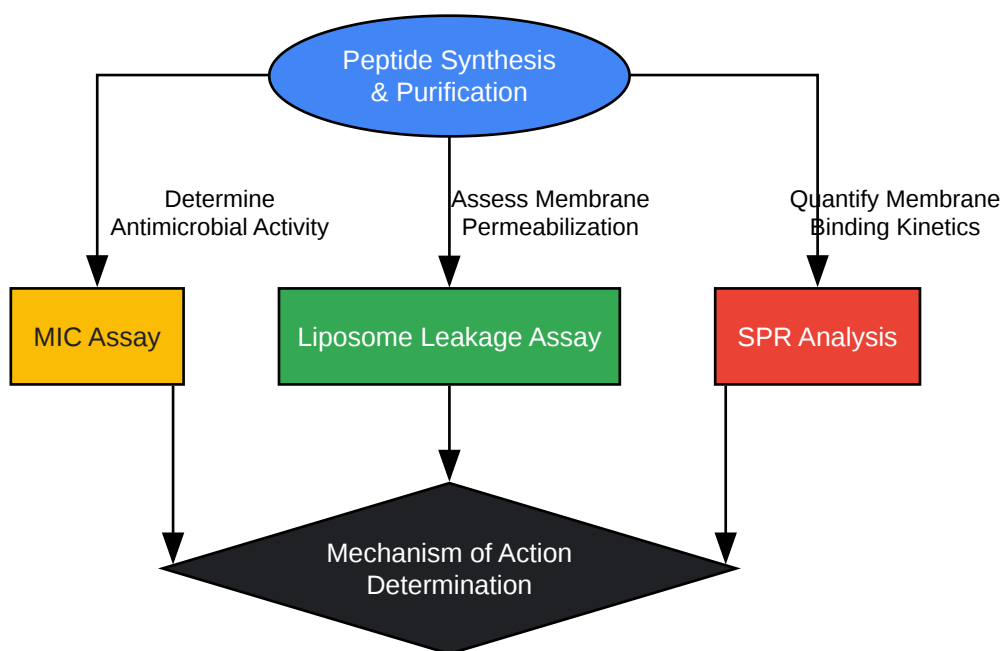 Peptide Synthesis
& Purification
Determine
Antimicrobial Activity
Assess Membrane
Permeabilization
Quantify Membrane
Binding Kinetics
MIC Assay
Liposome Leakage Assay
SPR Analysis
Mechanism of Action
Determination